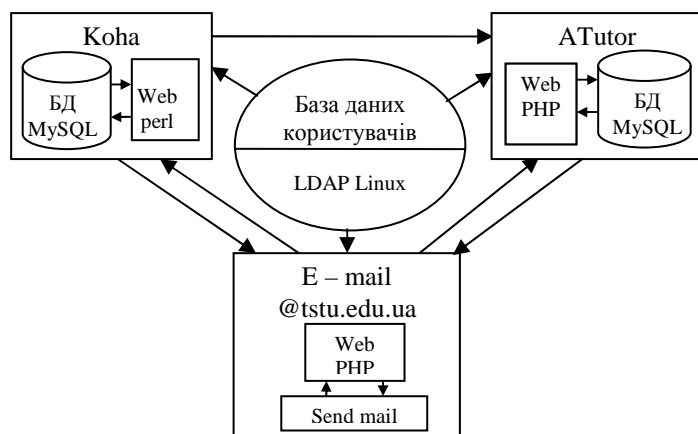 Koha
БД
MySQL
Web
perl
База даних
користувачів
LDAP Linux
ATutor
Web
PHP
БД
MySQL
E – mail
@tstu.edu.ua
Web
PHP
Send mail